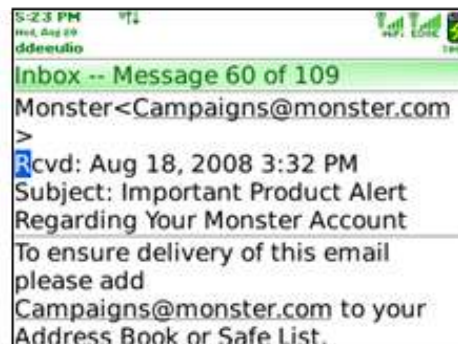 5:23 PM
Wed, Aug 20
ddeeulio
Inbox -- Message 60 of 109
Monster<Campaigns@monster.com
>
Rcvd: Aug 18, 2008 3:32 PM
Subject: Important Product Alert
Regarding Your Monster Account
To ensure delivery of this email
please add
Campaigns@monster.com to your
Address Book or Safe List.